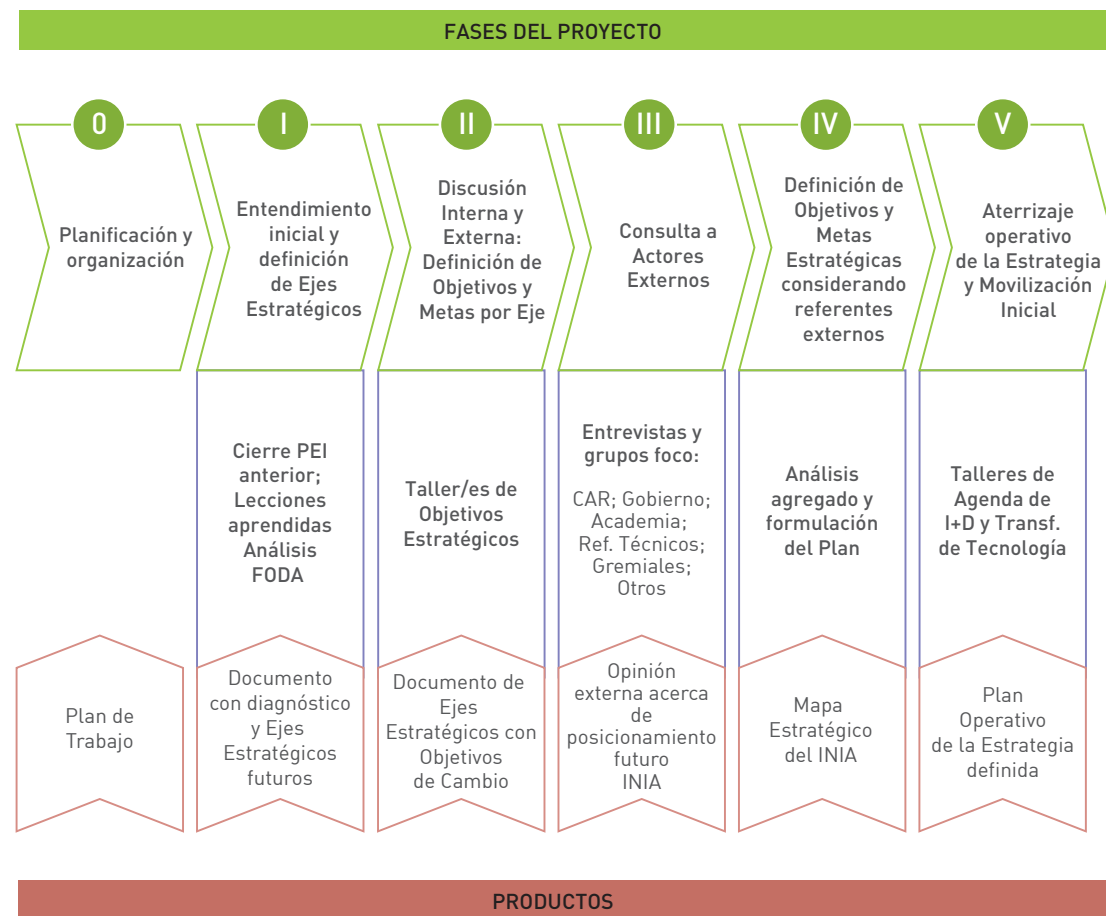 FASES DEL PROYECTO
0
Planificación y
organización
I
Entendimiento
inicial y
definición
de Ejes
Estratégicos
II
Discusión
Interna y
Externa:
Definición de
Objetivos y
Metas por Eje
III
Consulta a
Actores
Externos
IV
Definición de
Objetivos y
Metas
Estratégicas
considerando
referentes
externos
V
Aterrizaje
operativo
de la Estrategia
y Movilización
Inicial
Cierre PEI
anterior;
Lecciones
aprendidas
Análisis
FODA
Taller/es de
Objetivos
Estratégicos
Entrevistas y
grupos foco:
CAR; Gobierno;
Academia;
Ref. Técnicos;
Gremiales;
Otros
Análisis
agregado y
formulación
del Plan
Talleres de
Agenda de
I+D y Transf.
de Tecnología
Plan de
Trabajo
Documento
con diagnóstico
y Ejes
Estratégicos
futuros
Documento de
Ejes
Estratégicos con
Objetivos
de Cambio
Opinión
externa acerca
de
posicionamiento
futuro
INIA
Mapa
Estratégico
del INIA
Plan
Operativo
de la Estrategia
definida
PRODUCTOS